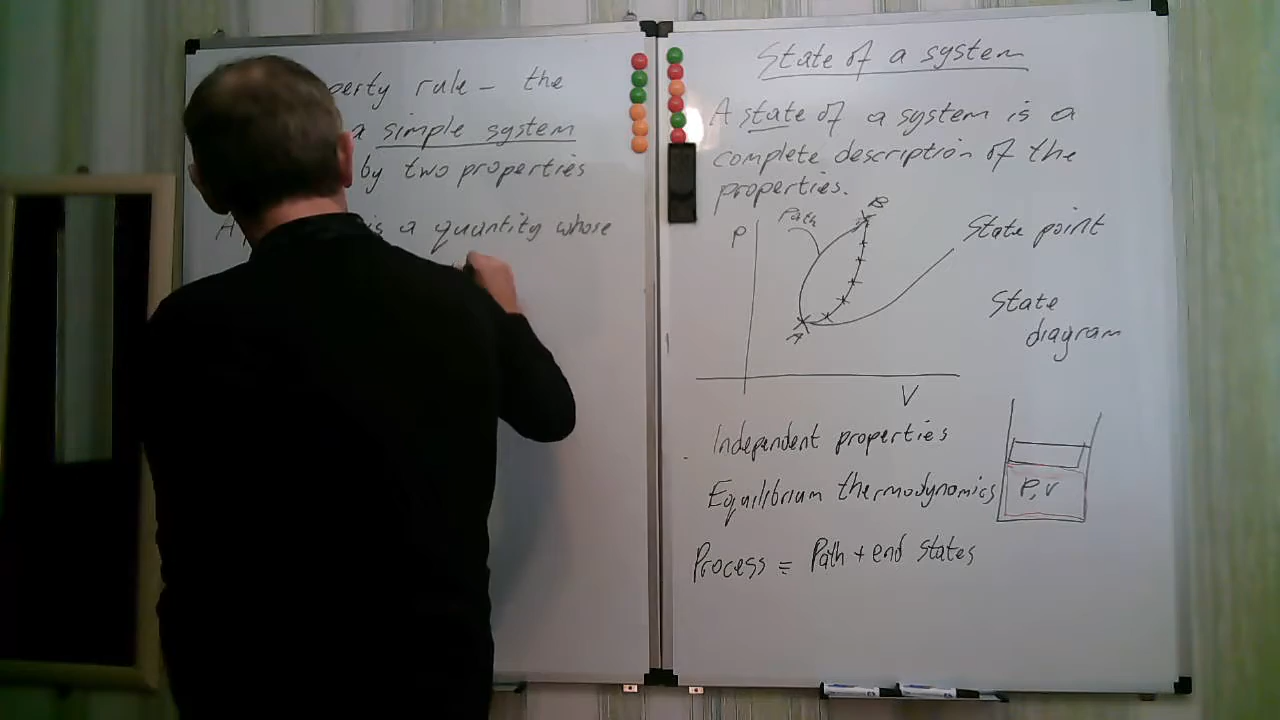 perty rule – the
a simple system
by two properties
A is a quantity whose
State of a system
A state of a system is a
complete description of the
properties.
Path
B
P
State point
A
State
diagram
V
Independent properties
Equilibrium thermodynamics
P, V
Process = Path + end states